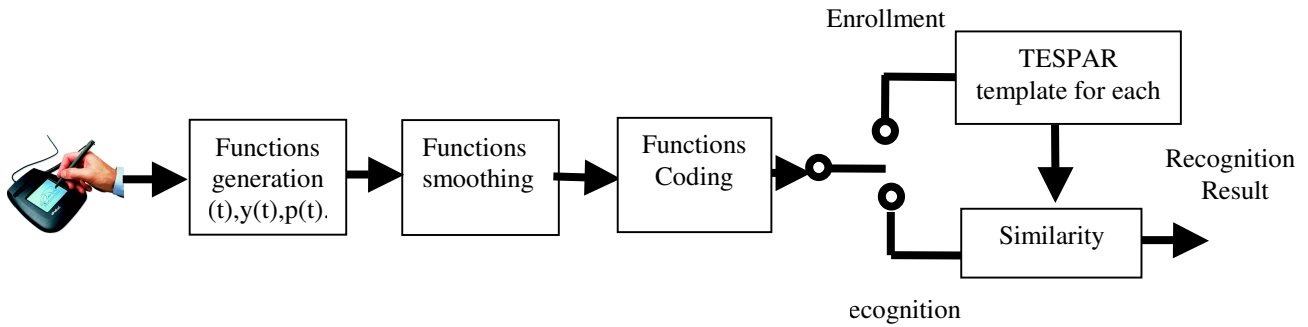 Enrollment
TESPAR
template for each
Functions
generation
(t),y(t),p(t).
Functions
smoothing
Functions
Coding
Recognition
Result
Similarity
ecognition